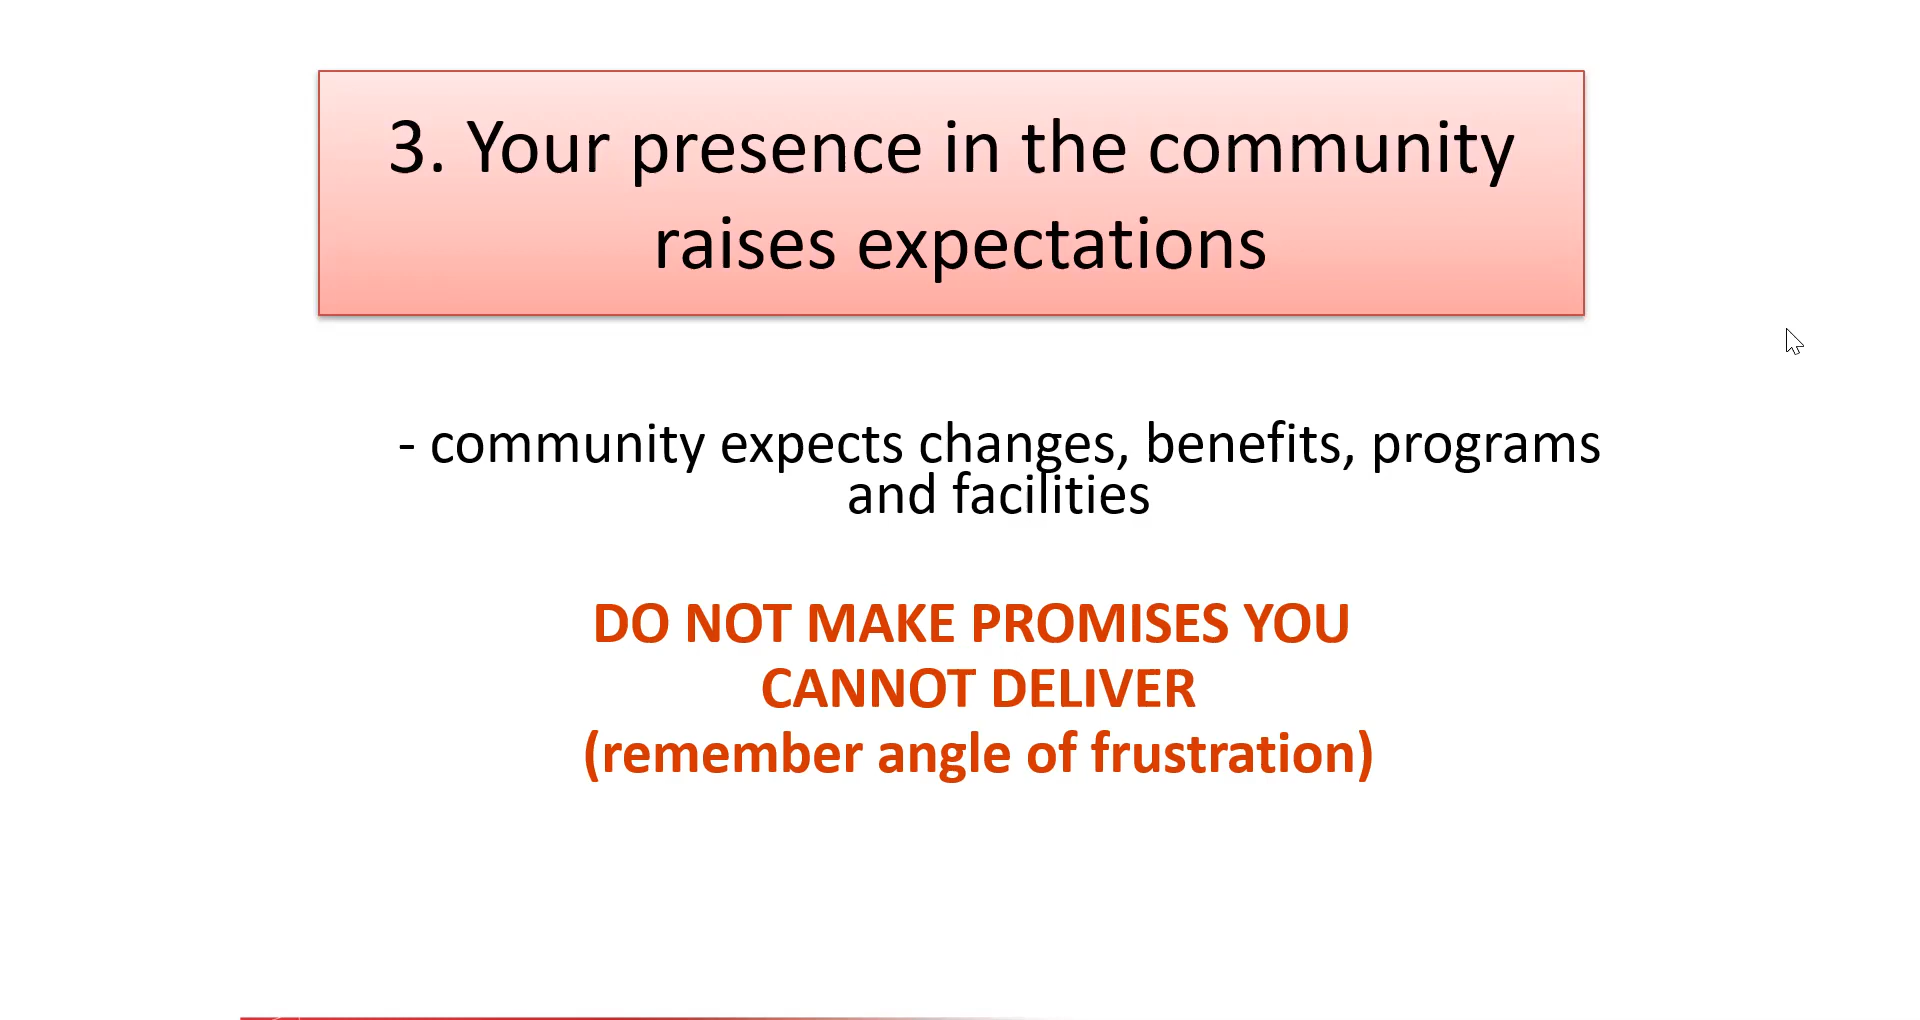 3. Your presence in the community
raises expectations
- community expects changes, benefits, programs
and facilities
DO NOT MAKE PROMISES YOU
CANNOT DELIVER
(remember angle of frustration)